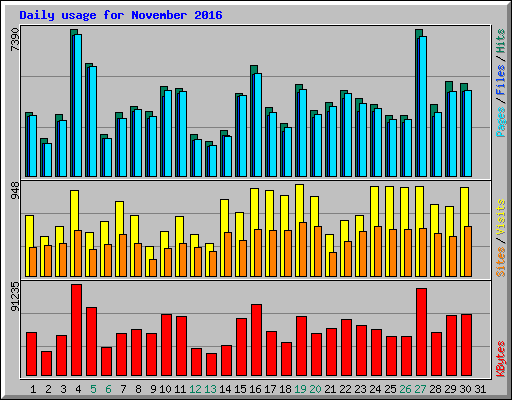 Daily usage for November 2016
7390
Pages / Files / Hits
948
Sites / Visits
91235
KBytes
1 2 3 4 5 6 7 8 9 10 11 12 13 14 15 16 17 18 19 20 21 22 23 24 25 26 27 28 29 30 31